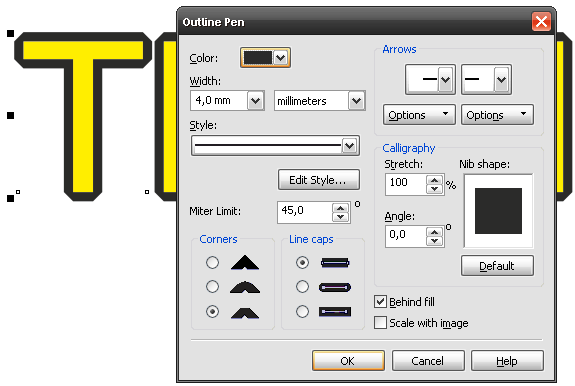 Outline Pen
Color:
Width:
4,0 mm
millimeters
Style:
Edit Style...
Miter Limit:
45,0
o
Corners
Line caps
Arrows
Options
Options
Calligraphy
Stretch:
Nib shape:
100
%
Angle:
0,0
o
Default
Behind fill
Scale with image
OK
Cancel
Help
T